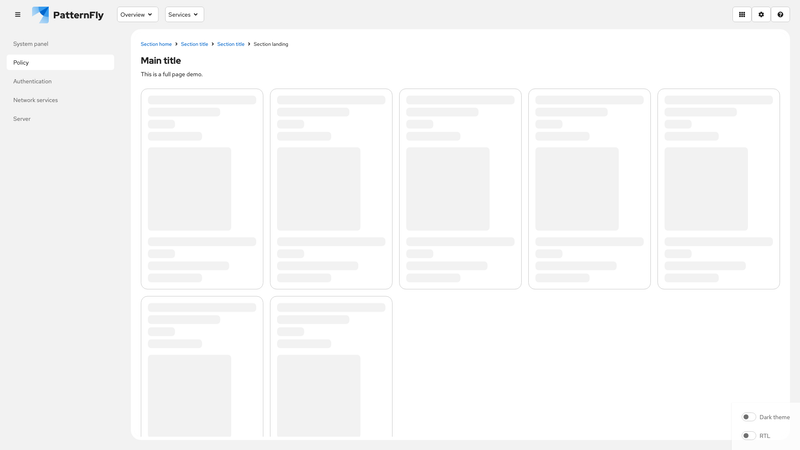 PatternFly
Overview
Services
System panel
Policy
Authentication
Network services
Server
Section home
Section title
Section title
Section landing
Main title
This is a full page demo.
Dark theme
RTL